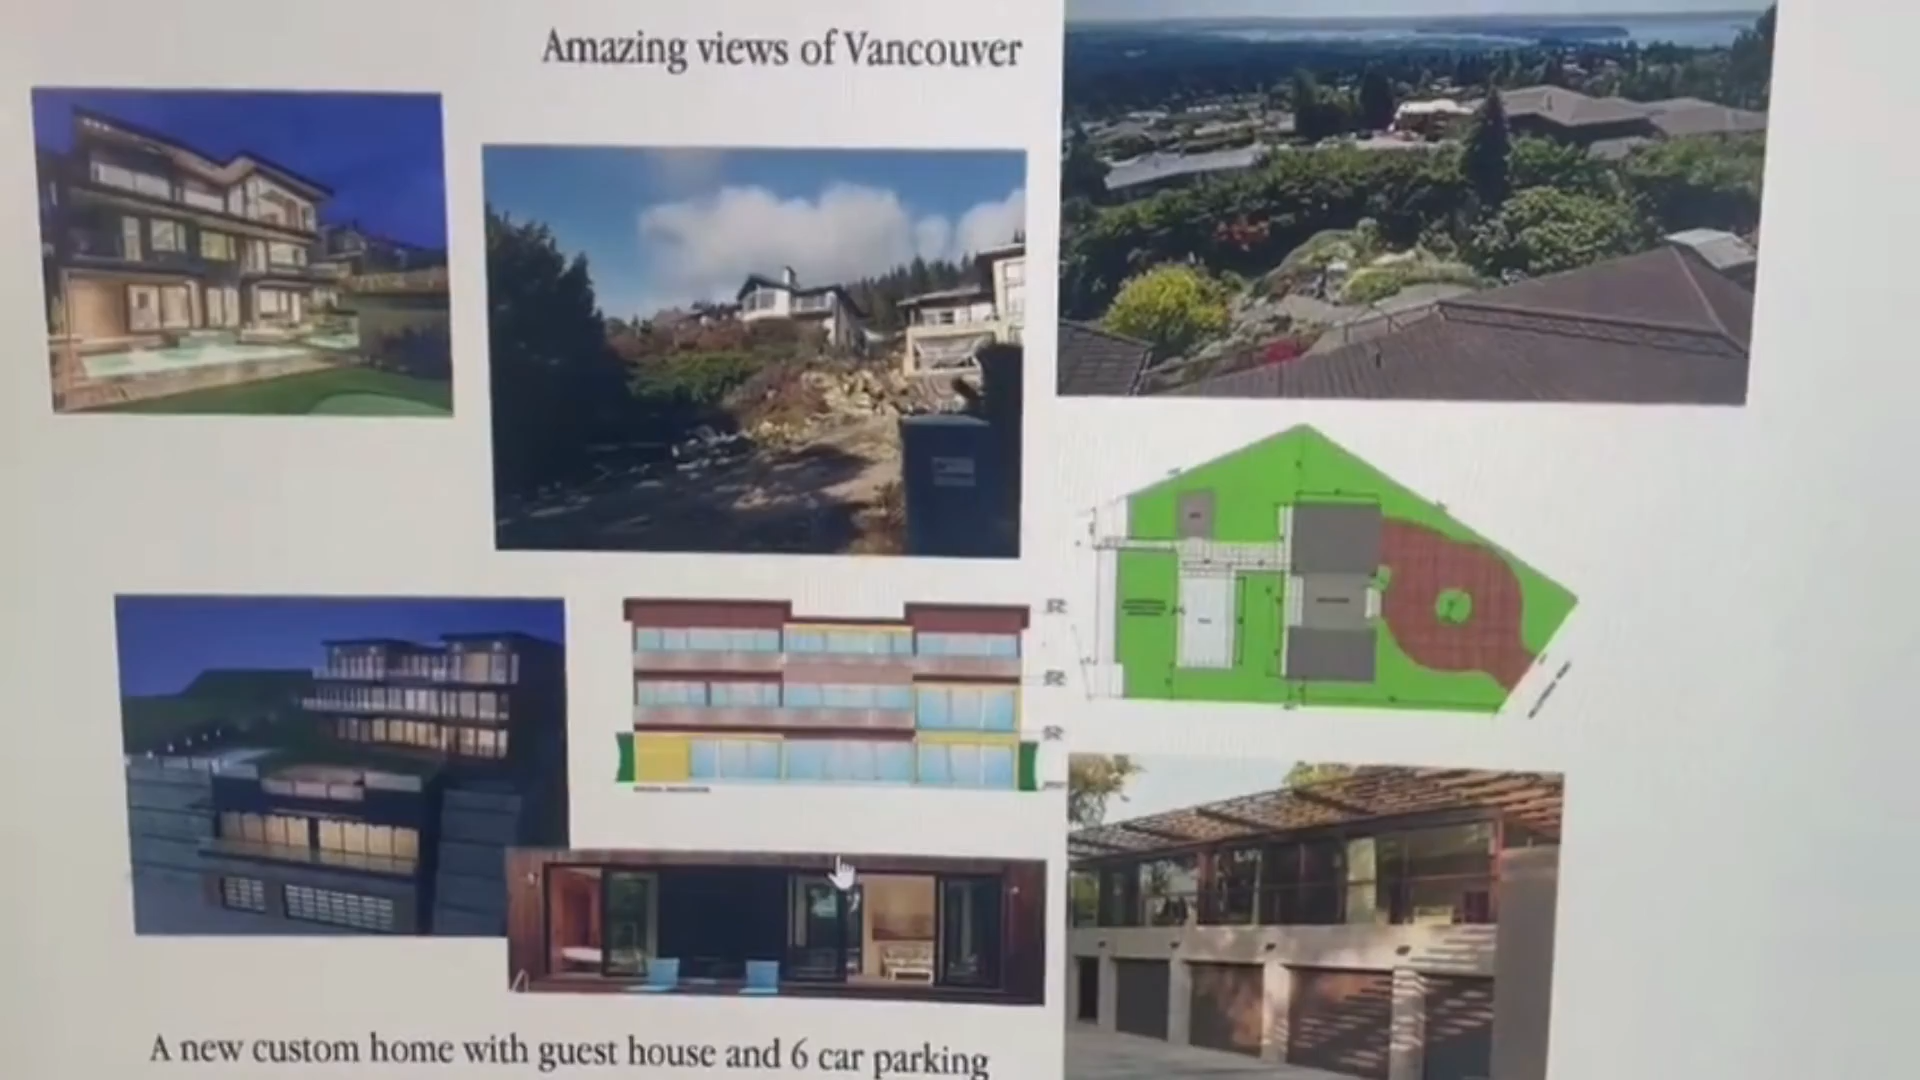 Amazing views of Vancouver
A new custom home with guest house and 6 car parking